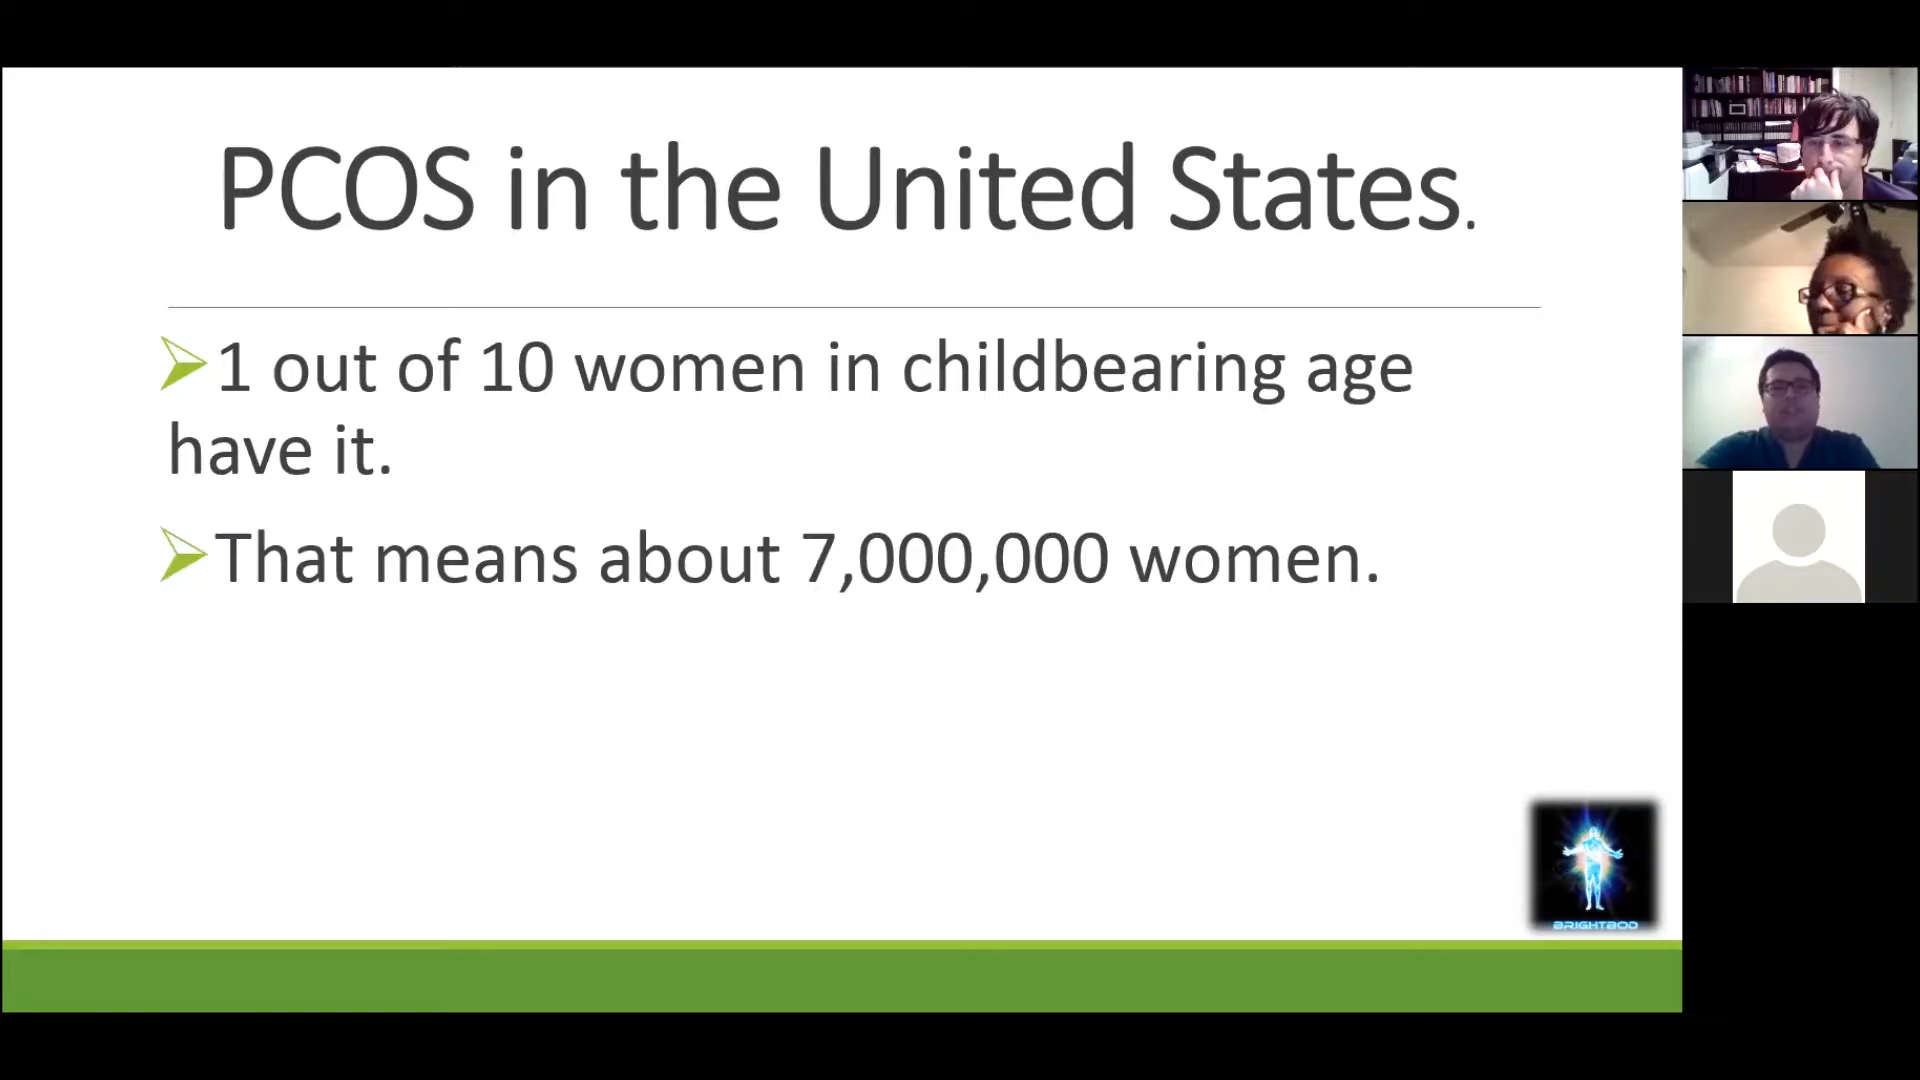 PCOS in the United States.
1 out of 10 women in childbearing age
have it.
That means about 7,000,000 women.
BRIGHTBOD